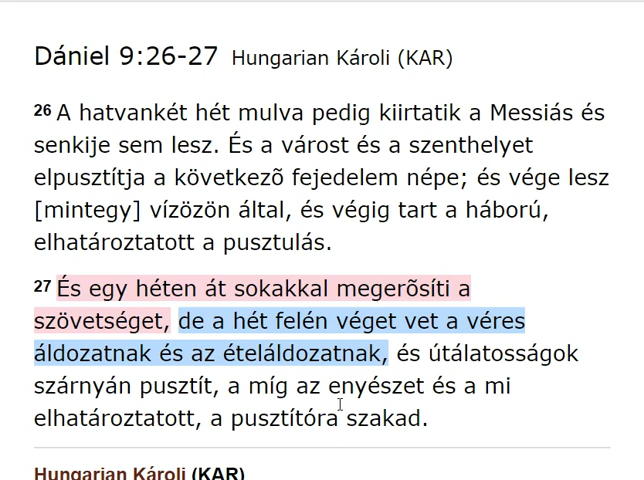 Dániel 9:26-27 Hungarian Károli (KAR)
26 A hatvankét hét mulva pedig kiirtatik a Messiás és
senkije sem lesz. És a várost és a szenthelyet
elpusztítja a következõ fejedelem népe; és vége lesz
[mintegy] vízözön által, és végig tart a háború,
elhatároztatott a pusztulás.
27 És egy héten át sokakkal megerõsíti a
szövetséget, de a hét felén véget vet a véres
áldozatnak és az ételáldozatnak, és útálatosságok
szárnyán pusztít, a míg az enyészet és a mi
elhatároztatott, a pusztítóra szakad.
Hungarian Károli (KAR)